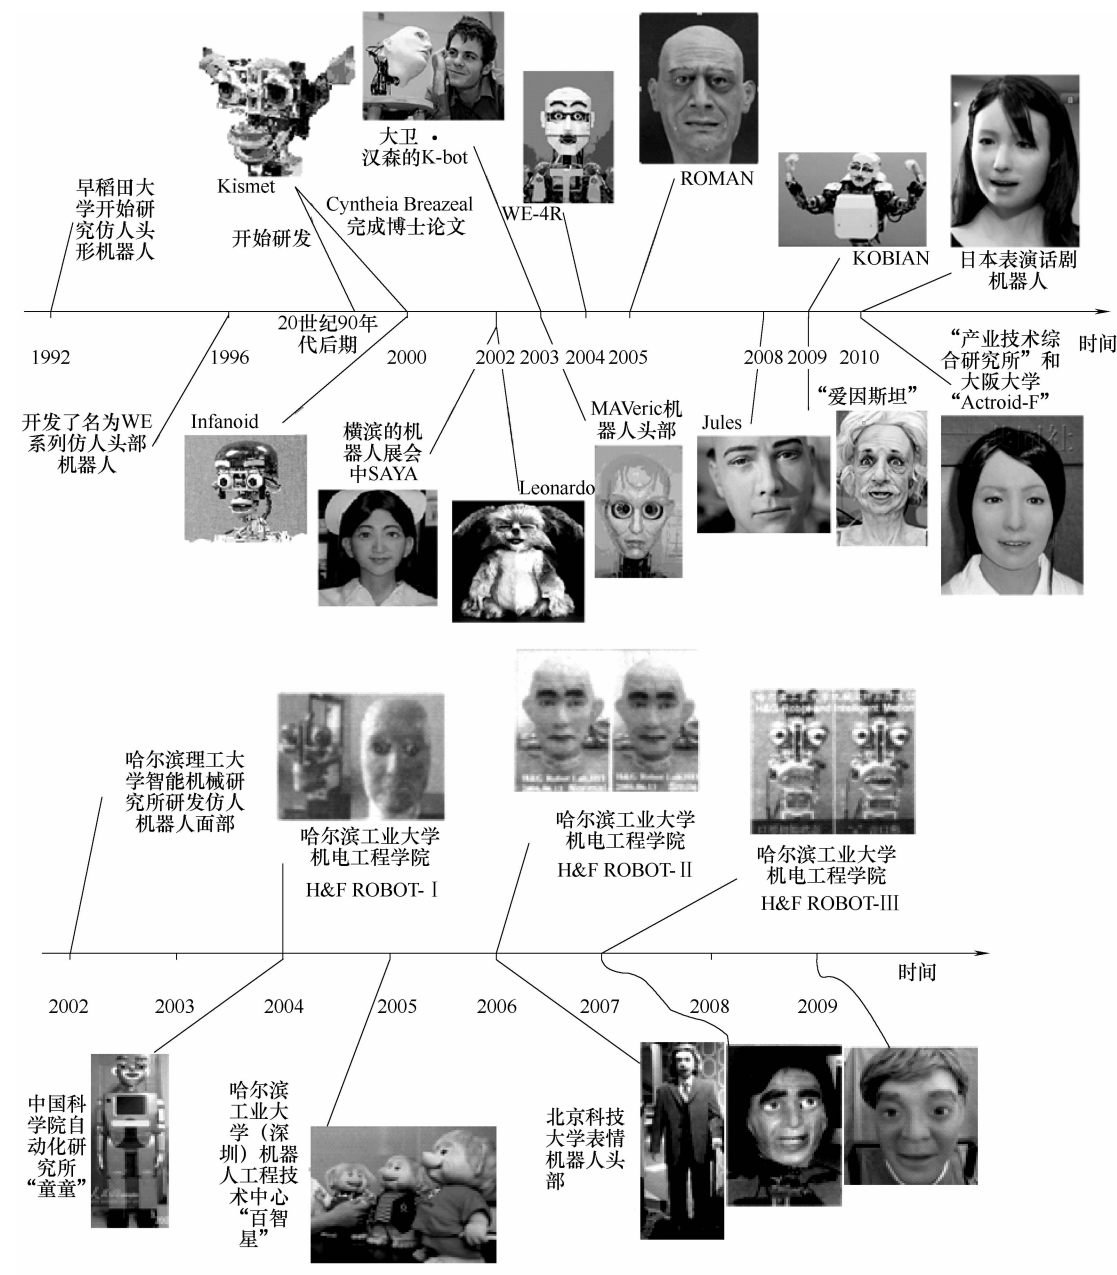 大卫·
汉森的K-bot
早稻田大
学开始研
究仿人头
形机器人
Kismet
开始研发
Cyntheia Breazeal
完成博士论文
WE-4R
ROMAN
KOBIAN
日本表演话剧
机器人
20世纪90年
代后期
1992
1996
2000
2002
2003
2004
2005
2008
2009
2010
时间
开发了名为WE
系列仿人头部
机器人
Infanoid
横滨的机
器人展会
中SAYA
Leonardo
MAVeric机
器人头部
Jules
“爱因斯坦”
“产业技术综
合研究所”和
大阪大学
“Actroid-F”
哈尔滨理工大
学智能机械研
究所研发仿人
机器人面部
哈尔滨工业大学
机电工程学院
H&F ROBOT-Ⅰ
哈尔滨工业大学
机电工程学院
H&F ROBOT-Ⅱ
哈尔滨工业大学
机电工程学院
H&F ROBOT-Ⅲ
时间
2002
2003
2004
2005
2006
2007
2008
2009
中国科
学院自
动化研
究所
“童童”
哈尔滨
工业大
学（深
圳）机器
人工程技
术中心
“百智
星”
北京科技
大学表情
机器人头
部